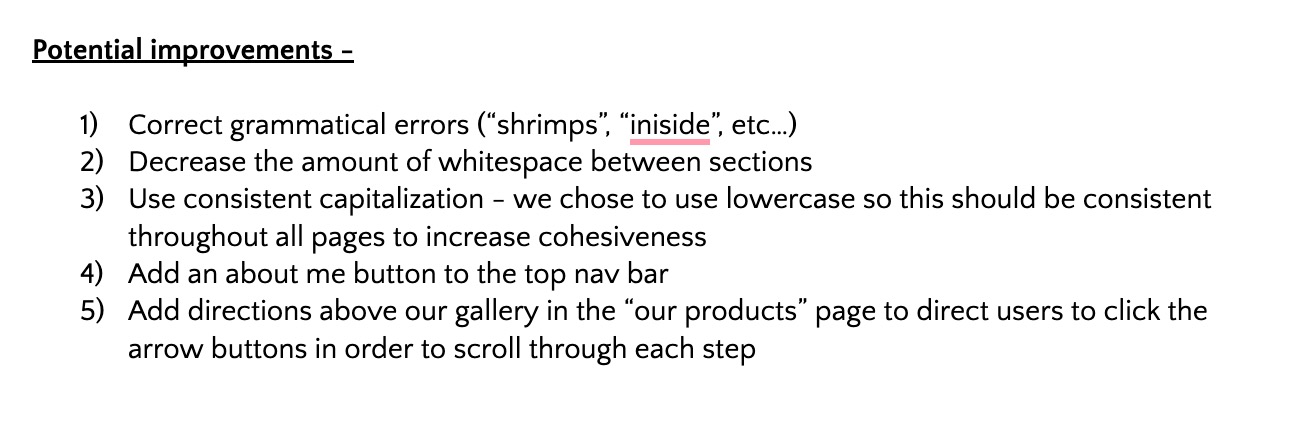 Potential improvements –
1) Correct grammatical errors (“shrimps”, “iniside”, etc...)
2) Decrease the amount of whitespace between sections
3) Use consistent capitalization – we chose to use lowercase so this should be consistent
throughout all pages to increase cohesiveness
4) Add an about me button to the top nav bar
5) Add directions above our gallery in the “our products” page to direct users to click the
arrow buttons in order to scroll through each step